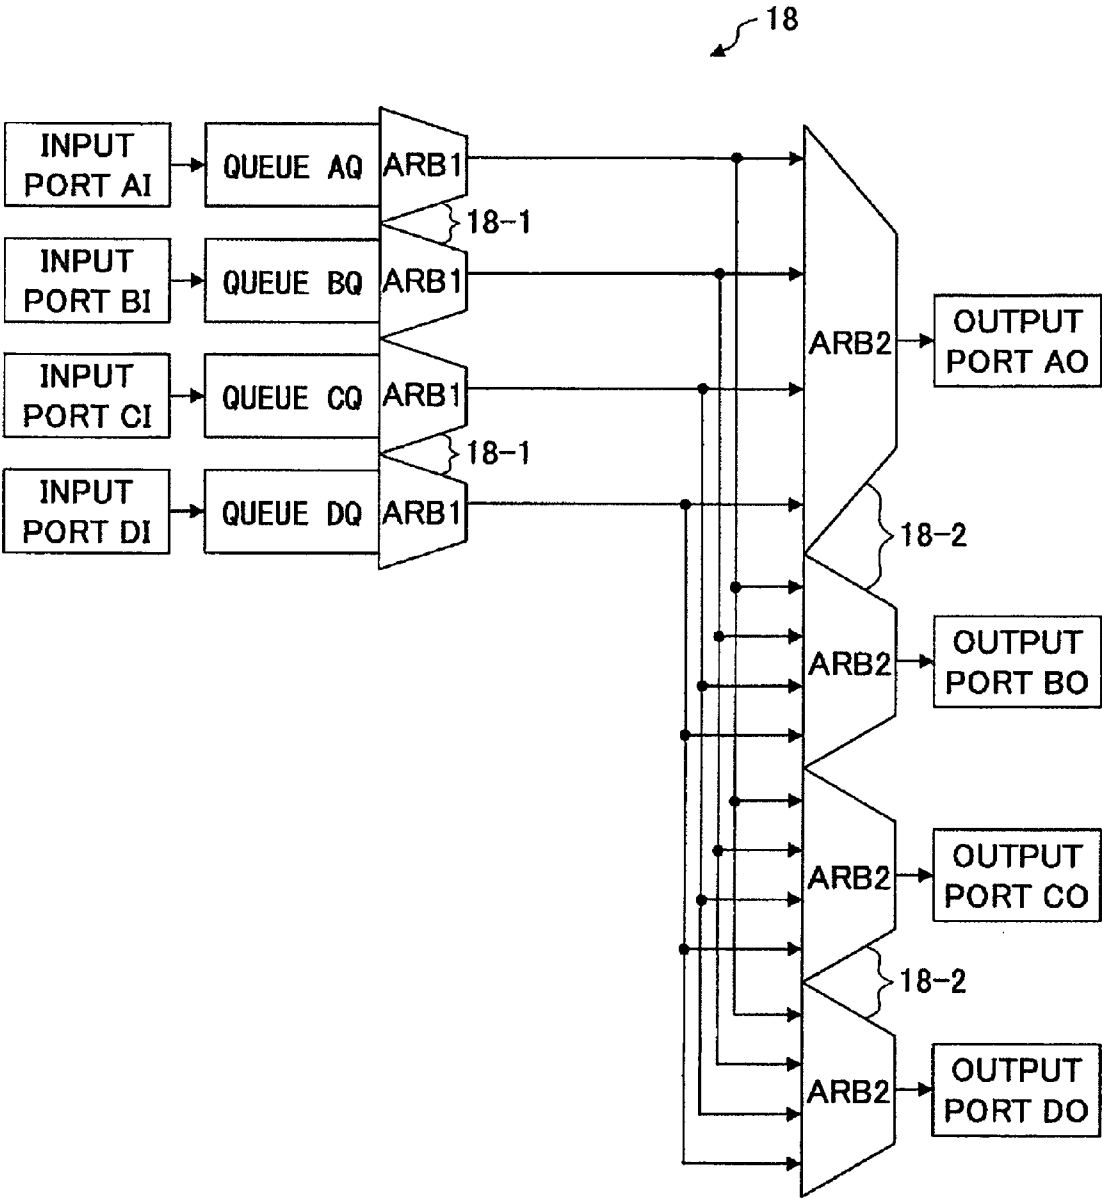 18
INPUT
PORT AI
QUEUE AQ
ARB1
18-1
INPUT
PORT BI
QUEUE BQ
ARB1
INPUT
PORT CI
QUEUE CQ
ARB1
18-1
INPUT
PORT DI
QUEUE DQ
ARB1
ARB2
OUTPUT
PORT AO
18-2
ARB2
OUTPUT
PORT BO
ARB2
OUTPUT
PORT CO
18-2
ARB2
OUTPUT
PORT DO